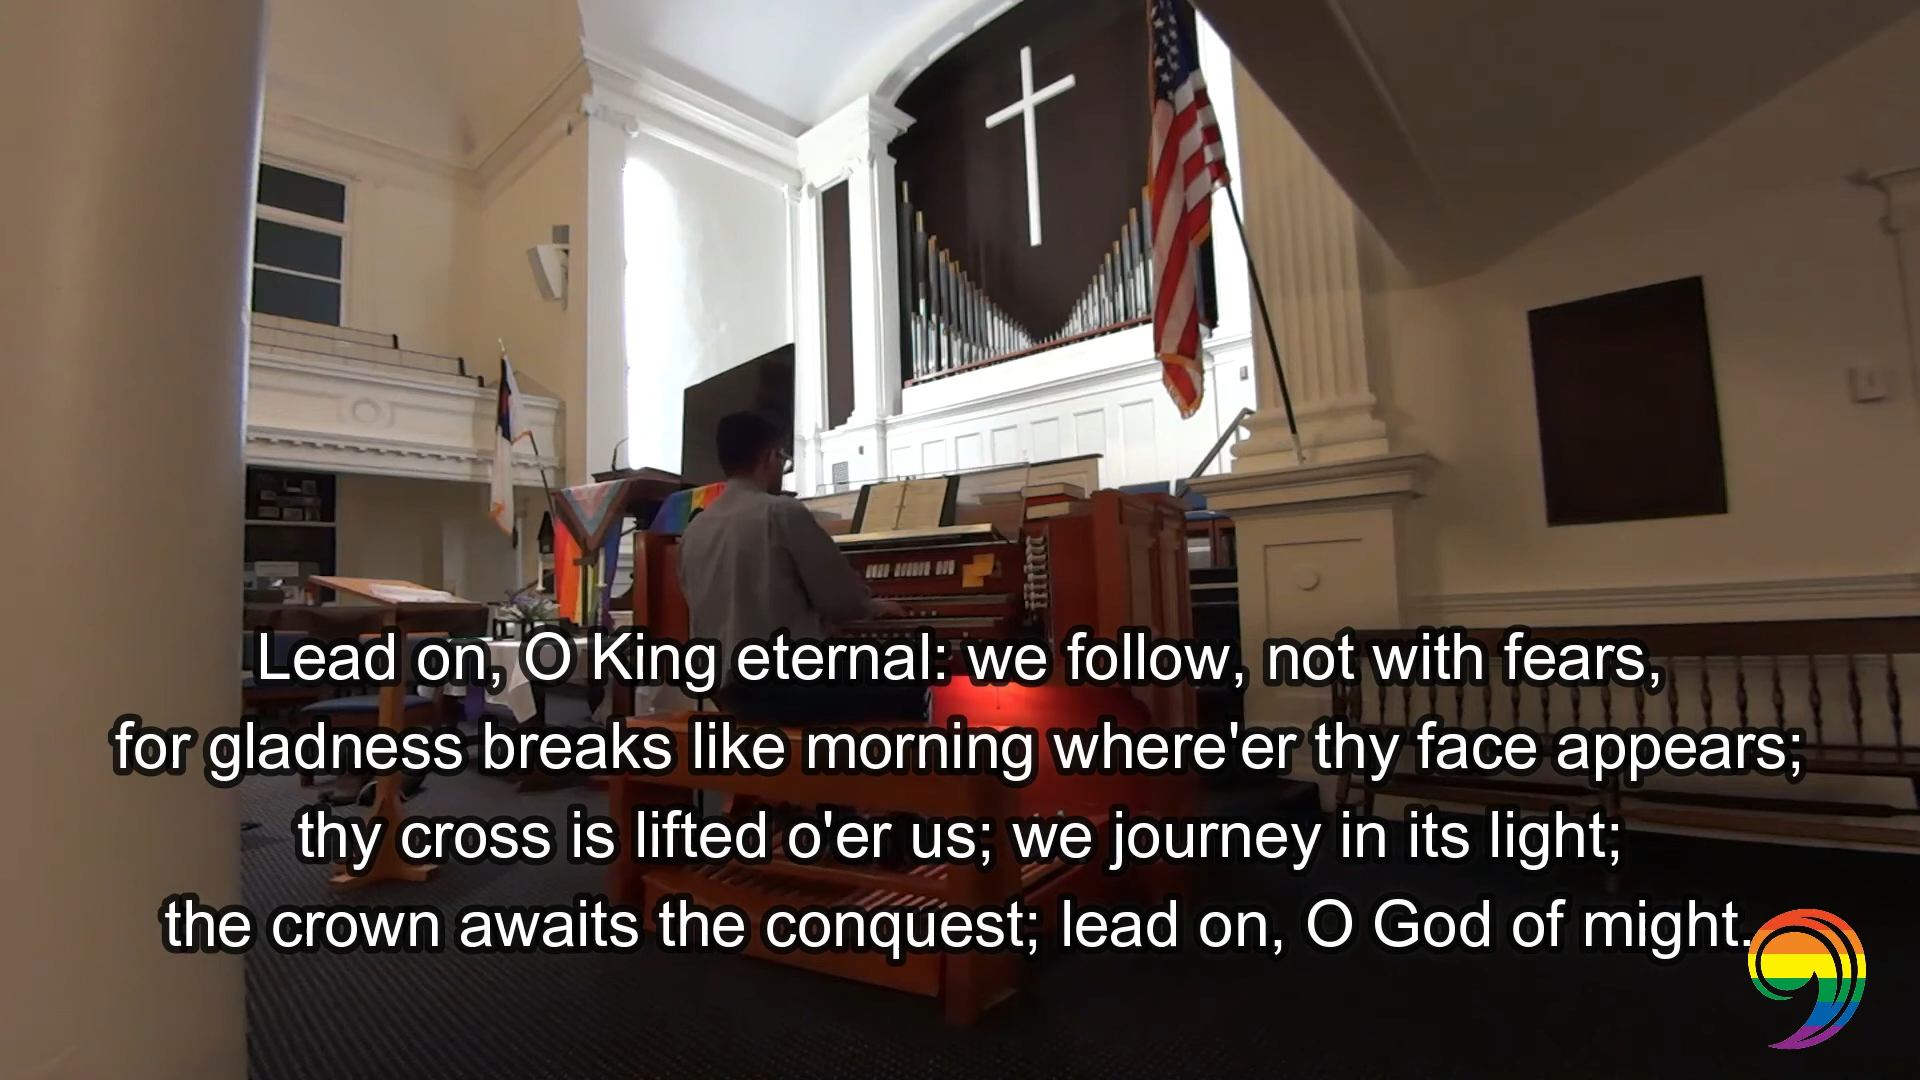 Lead on, O King eternal: we follow, not with fears,
for gladness breaks like morning where'er thy face appears;
thy cross is lifted o'er us; we journey in its light;
the crown awaits the conquest; lead on, O God of might.